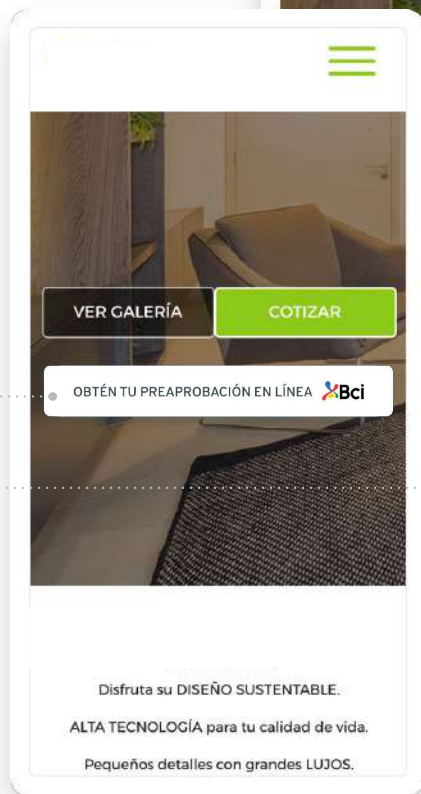 VER GALERÍA
COTIZAR
OBTÉN TU PREAPROBACIÓN EN LÍNEA Bci
Disfruta su DISEÑO SUSTENTABLE.
ALTA TECNOLOGÍA para tu calidad de vida.
Pequeños detalles con grandes LUJOS.